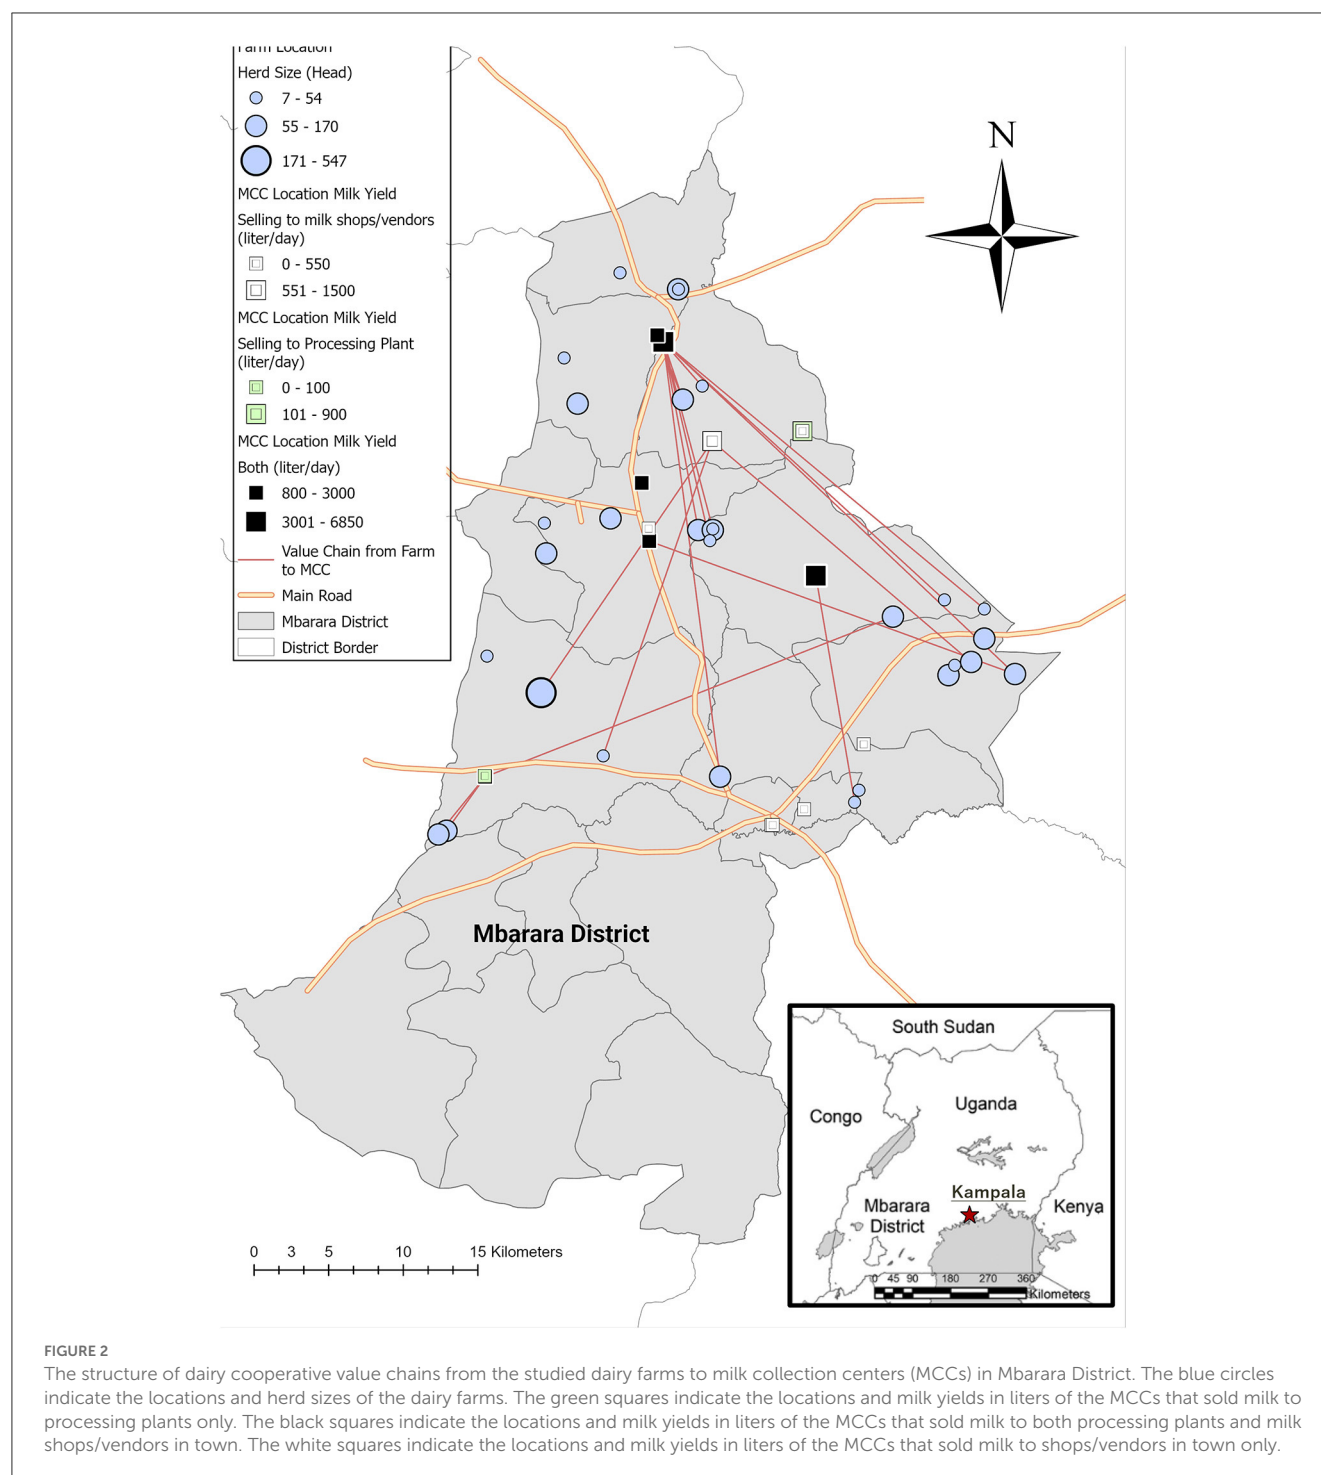 Farm Location
Herd Size (Head)
7 - 54
55 - 170
171 - 547
MCC Location Milk Yield
Selling to milk shops/vendors
(liter/day)
0 - 550
551 - 1500
MCC Location Milk Yield
Selling to Processing Plant
(liter/day)
0 - 100
101 - 900
MCC Location Milk Yield
Both (liter/day)
800 - 3000
3001 - 6850
Value Chain from Farm
to MCC
Main Road
Mbarara District
District Border
N
Mbarara District
0 3 5 10 15 Kilometers
South Sudan
Uganda
Congo
Kampala
Mbarara
District
Kenya
0 45 90 180 270 360
Kilometers
FIGURE 2
The structure of dairy cooperative value chains from the studied dairy farms to milk collection centers (MCCs) in Mbarara District. The blue circles
indicate the locations and herd sizes of the dairy farms. The green squares indicate the locations and milk yields in liters of the MCCs that sold milk to
processing plants only. The black squares indicate the locations and milk yields in liters of the MCCs that sold milk to both processing plants and milk
shops/vendors in town. The white squares indicate the locations and milk yields in liters of the MCCs that sold milk to shops/vendors in town only.